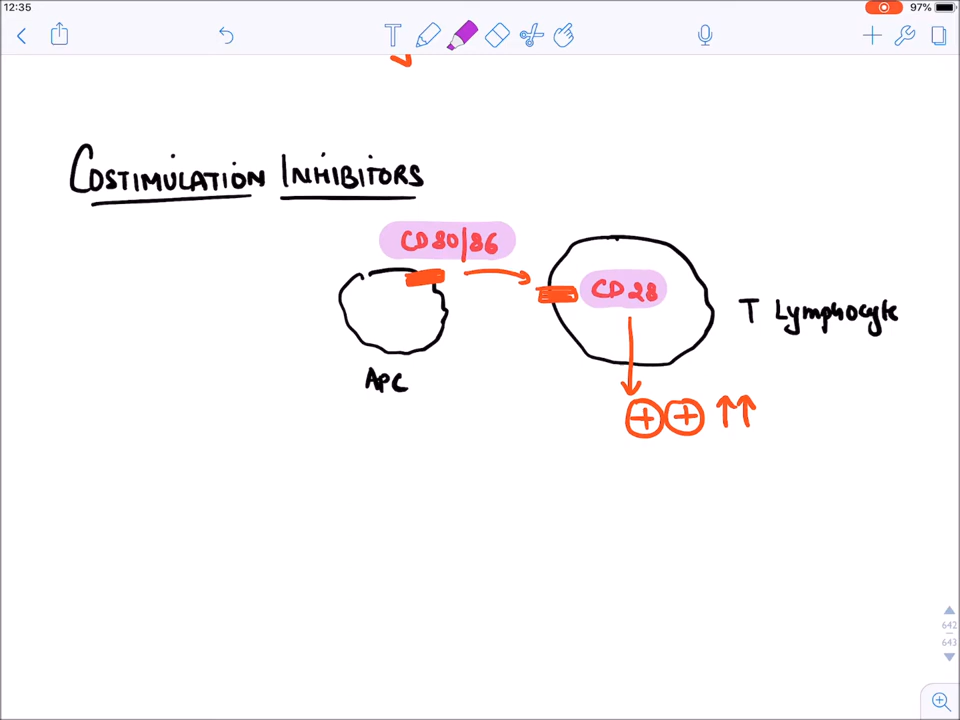 12:35
97%
T
COSTIMULATION INHIBITORS
CD80/86
CD28
T Lymphocyte
APC
++ ↑↑
642
643